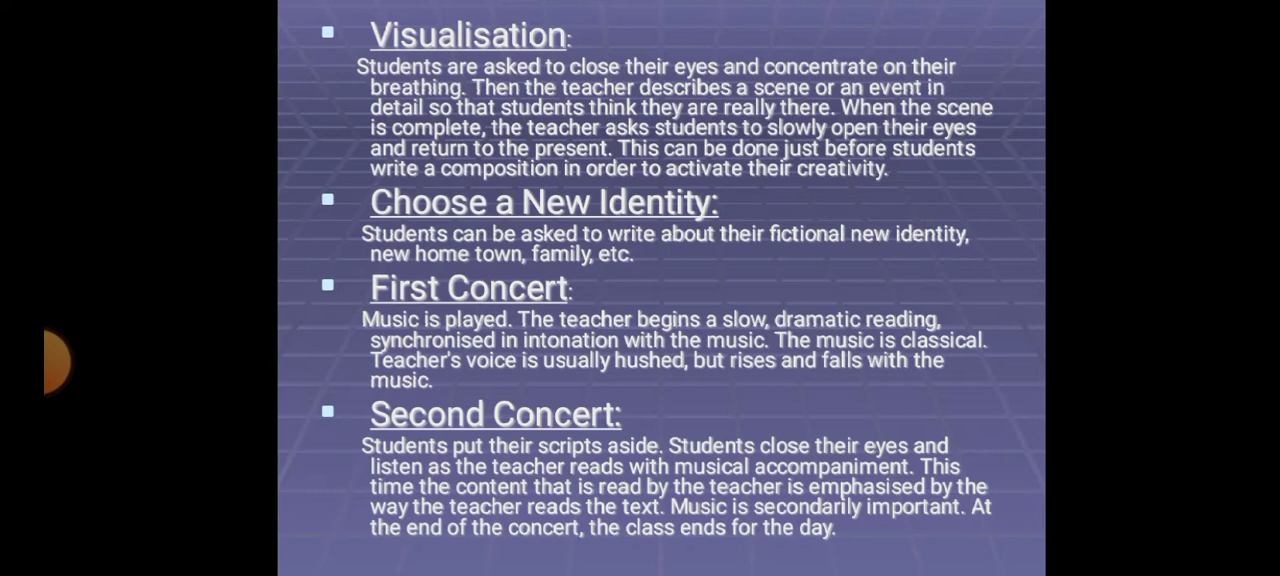 Visualisation:
Students are asked to close their eyes and concentrate on their
breathing. Then the teacher describes a scene or an event in
detail so that students think they are really there. When the scene
is complete, the teacher asks students to slowly open their eyes
and return to the present. This can be done just before students
write a composition in order to activate their creativity.
Choose a New Identity:
Students can be asked to write about their fictional new identity,
new home town, family, etc.
First Concert:
Music is played. The teacher begins a slow, dramatic reading,
synchronised in intonation with the music. The music is classical.
Teacher's voice is usually hushed, but rises and falls with the
music.
Second Concert:
Students put their scripts aside. Students close their eyes and
listen as the teacher reads with musical accompaniment. This
time the content that is read by the teacher is emphasised by the
way the teacher reads the text. Music is secondarily important. At
the end of the concert, the class ends for the day.